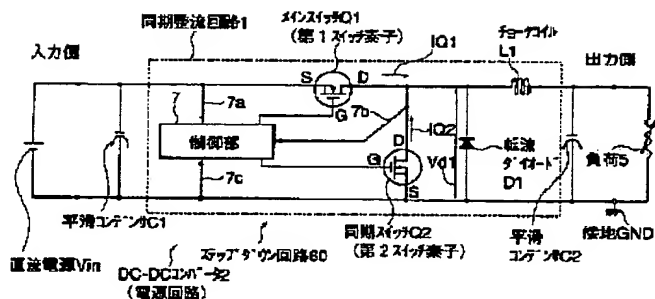 同期整流回路1
メインスイッチQ1
(第1スイッチ素子)
IQ1
チョークコイル
L1
入力側
出力側
S
D
G
7
7a
7b
7c
制御部
IQ2
D
G
S
Vd1
転流
ダイオード
D1
負荷5
平滑コンデンサC1
直流電源Vin
ステップダウン回路60
DC-DCコンバータ2
(電源回路)
同期スイッチQ2
(第2スイッチ素子)
平滑
コンデンサC2
接地GND